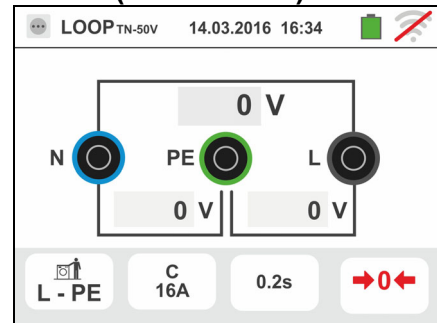 LOOP TN-50V 14.03.2016 16:34
0 V
N PE L
0 V 0 V
L - PE C 16A 0.2s →0←